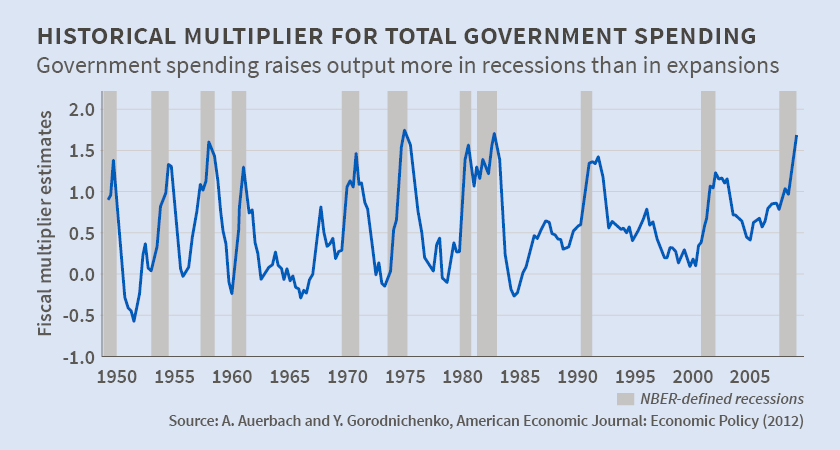 HISTORICAL MULTIPLIER FOR TOTAL GOVERNMENT SPENDING
Government spending raises output more in recessions than in expansions
Fiscal multiplier estimates
2.0
1.5
1.0
0.5
0.0
-0.5
-1.0
1950 1955 1960 1965 1970 1975 1980 1985 1990 1995 2000 2005
NBER-defined recessions
Source: A. Auerbach and Y. Gorodnichenko, American Economic Journal: Economic Policy (2012)